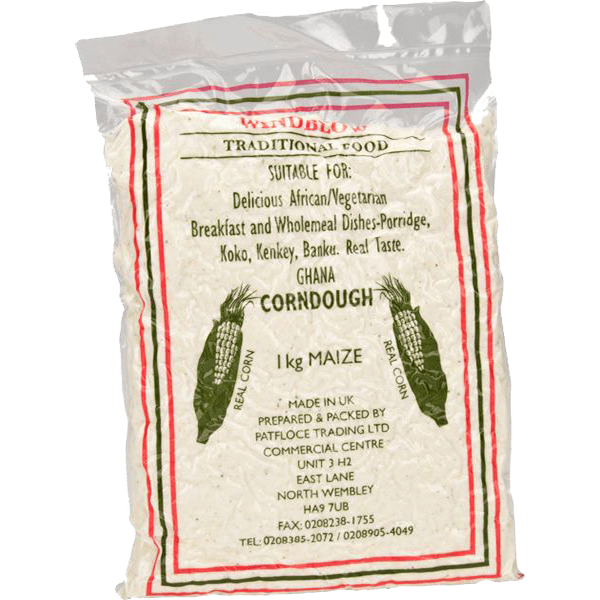 WINDBLOW
TRADITIONAL FOOD
SUITABLE FOR:
Delicious African/Vegetarian
Breakfast and Wholemeal Dishes-Porridge,
Koko, Kenkey, Banku. Real Taste.
GHANA
CORNDOUGH
REAL CORN
1kg MAIZE
REAL CORN
MADE IN UK
PREPARED & PACKED BY
PATFLOCE TRADING LTD
COMMERCIAL CENTRE
UNIT 3 H2
EAST LANE
NORTH WEMBLEY
HA9 7UB
FAX: 0208238-1755
TEL: 0208385-2072 / 0208905-4049